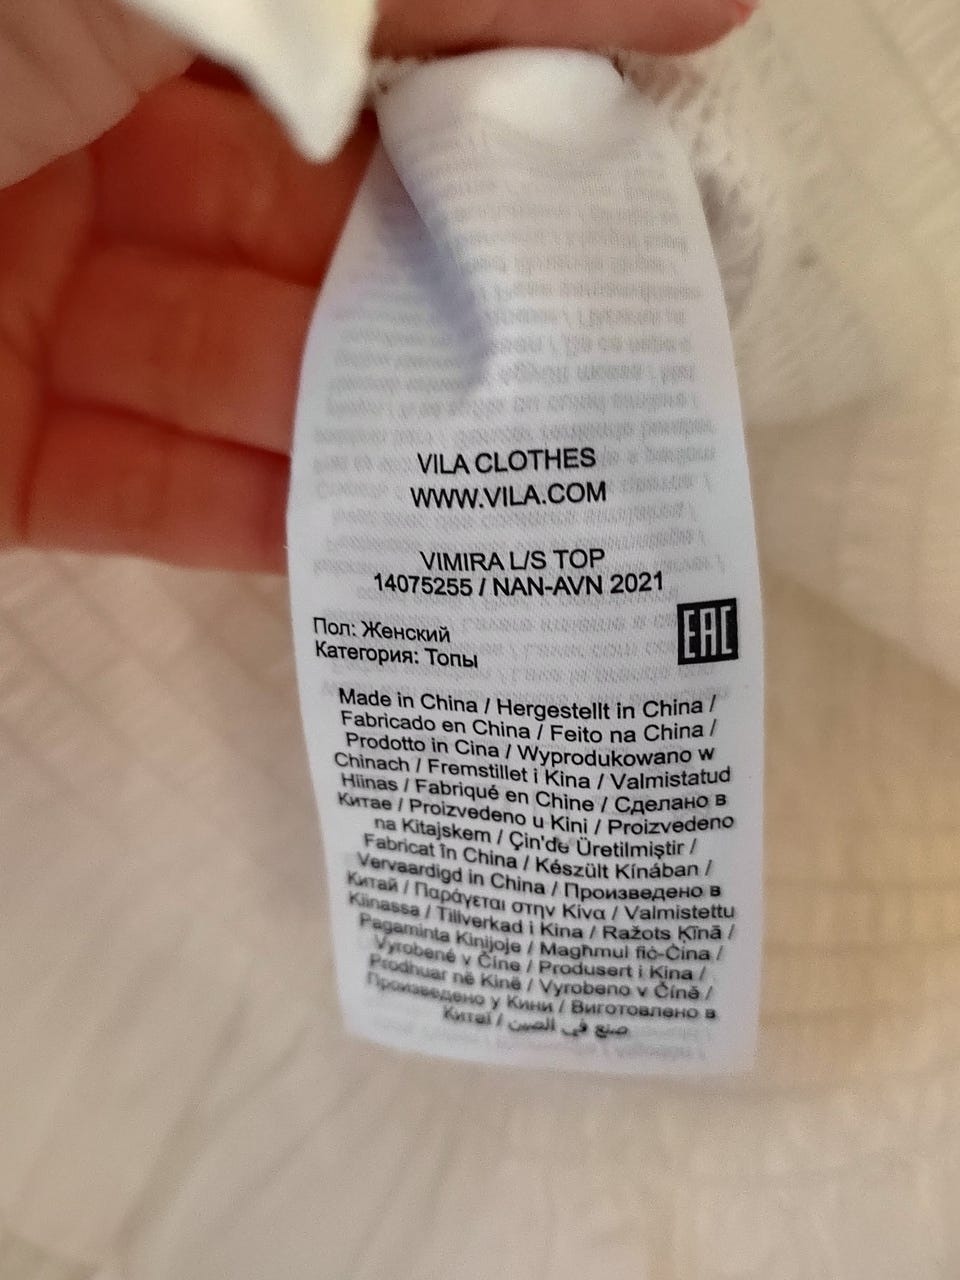 VILA CLOTHES
WWW.VILA.COM
VIMIRA L/S TOP
14075255 / NAN-AVN 2021
Пол: Женский
Категория: Топы
EAC
Made in China / Hergestellt in China /
Fabricado en China / Feito na China /
Prodotto in Cina / Wyprodukowano w
Chinach / Fremstillet i Kina / Valmistatud
Hiinas / Fabriqué en Chine / Сделано в
Китае / Proizvedeno u Kini / Proizvedeno
na Kitajskem / Çin'de Üretilmiştir /
Fabricat în China / Készült Kínában /
Vervaardigd in China / Произведено в
Китай / Παράγεται στην Κίνα / Valmistettu
Kiinassa / Tillverkad i Kina / Ražots Ķīnā /
Pagaminta Kinijoje / Magħmul fiċ-Ċina /
Vyrobené v Číne / Produsert i Kina /
Prodhuar në Kinë / Vyrobeno v Číně /
Произведено у Кини / Виготовлено в
Китаї / صنع في الصين